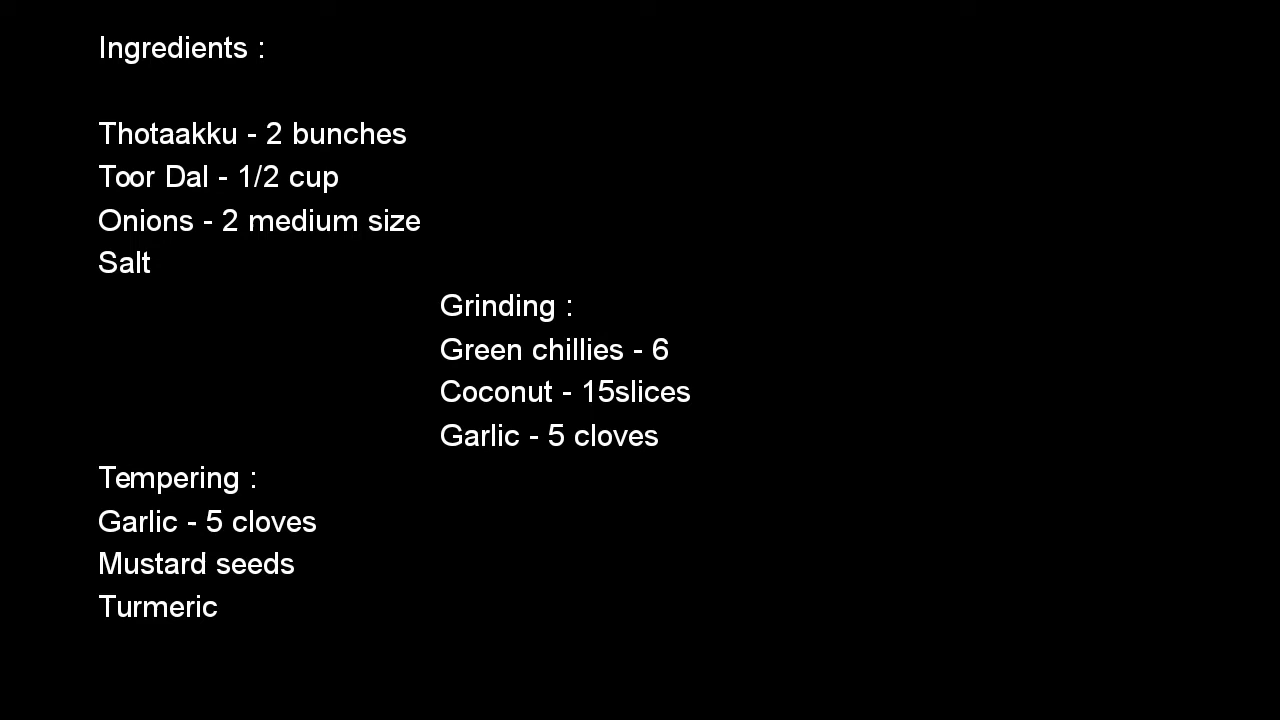 Ingredients :
Thotaakku - 2 bunches
Toor Dal - 1/2 cup
Onions - 2 medium size
Salt
Grinding :
Green chillies - 6
Coconut - 15slices
Garlic - 5 cloves
Tempering :
Garlic - 5 cloves
Mustard seeds
Turmeric